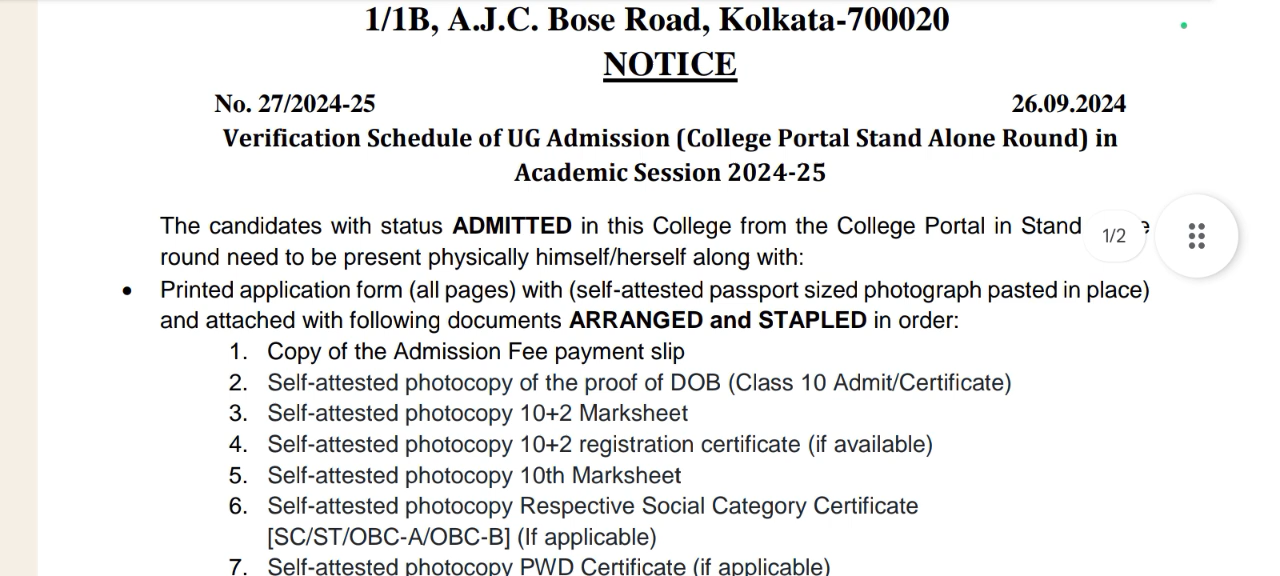 1/1B, A.J.C. Bose Road, Kolkata-700020
NOTICE
No. 27/2024-25 26.09.2024
Verification Schedule of UG Admission (College Portal Stand Alone Round) in
Academic Session 2024-25
The candidates with status ADMITTED in this College from the College Portal in Stand
1/2
round need to be present physically himself/herself along with:
• Printed application form (all pages) with (self-attested passport sized photograph pasted in place)
and attached with following documents ARRANGED and STAPLED in order:
1. Copy of the Admission Fee payment slip
2. Self-attested photocopy of the proof of DOB (Class 10 Admit/Certificate)
3. Self-attested photocopy 10+2 Marksheet
4. Self-attested photocopy 10+2 registration certificate (if available)
5. Self-attested photocopy 10th Marksheet
6. Self-attested photocopy Respective Social Category Certificate
[SC/ST/OBC-A/OBC-B] (If applicable)
7. Self-attested photocopy PWD Certificate (if applicable)